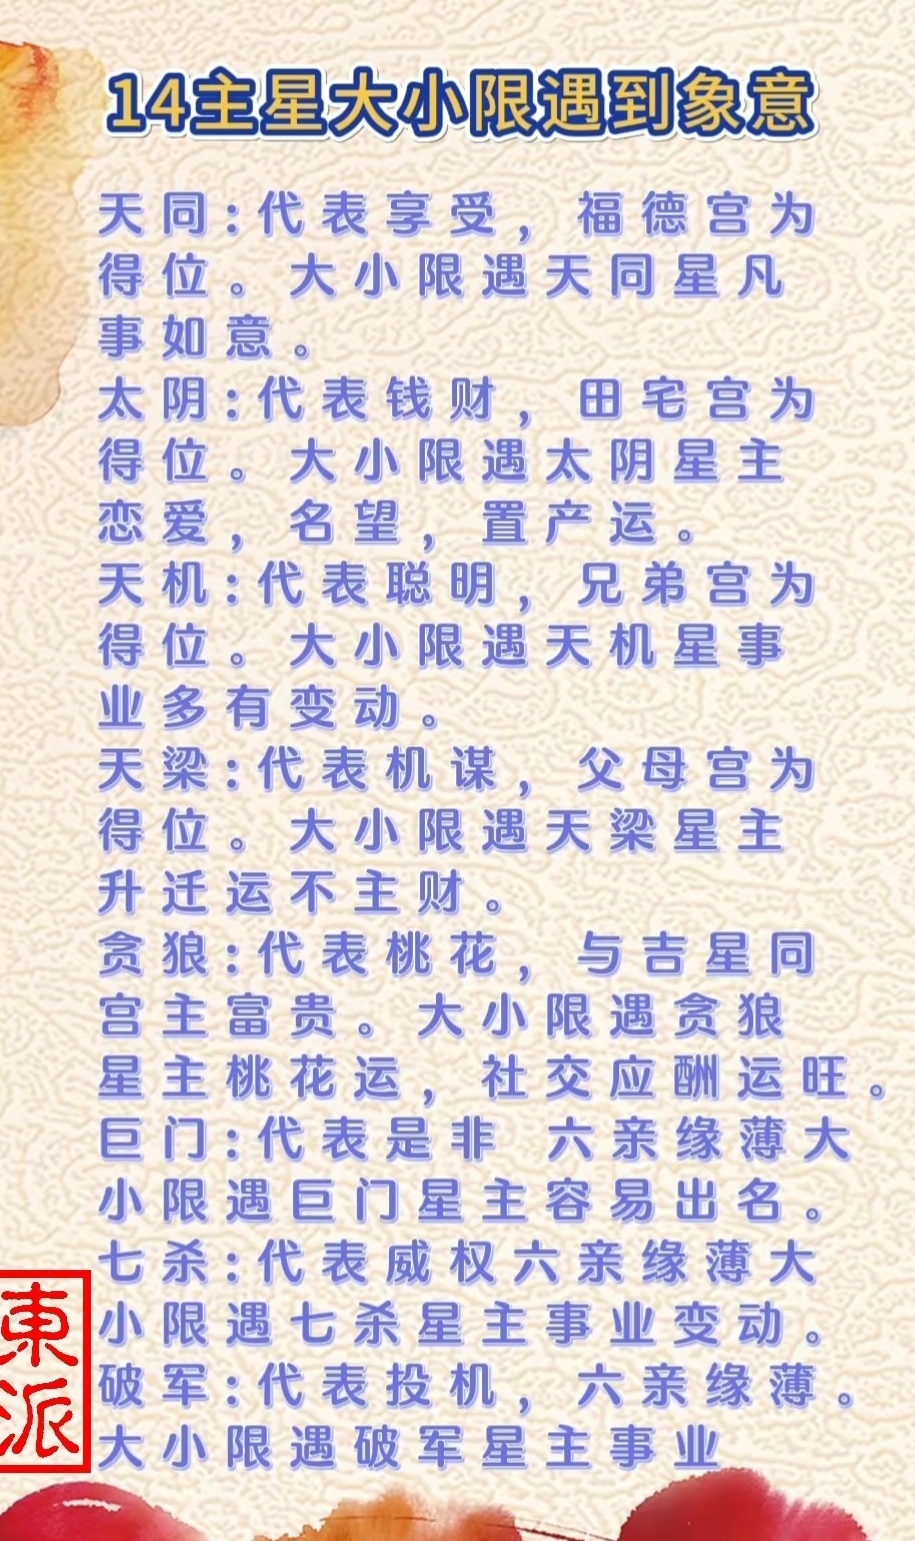 14主星大小限遇到象意
天同:代表享受，福德宫为
得位。大小限遇天同星凡
事如意。
太阴:代表钱财，田宅宫为
得位。大小限遇太阴星主
恋爱，名望，置产运。
天机:代表聪明，兄弟宫为
得位。大小限遇天机星事
业多有变动。
天梁:代表机谋，父母宫为
得位。大小限遇天梁星主
升迁运不主财。
贪狼:代表桃花，与吉星同
宫主富贵。大小限遇贪狼
星主桃花运，社交应酬运旺。
巨门:代表是非 六亲缘薄大
小限遇巨门星主容易出名。
七杀:代表威权六亲缘薄大
小限遇七杀星主事业变动。
破军:代表投机，六亲缘薄。
大小限遇破军星主事业
東派